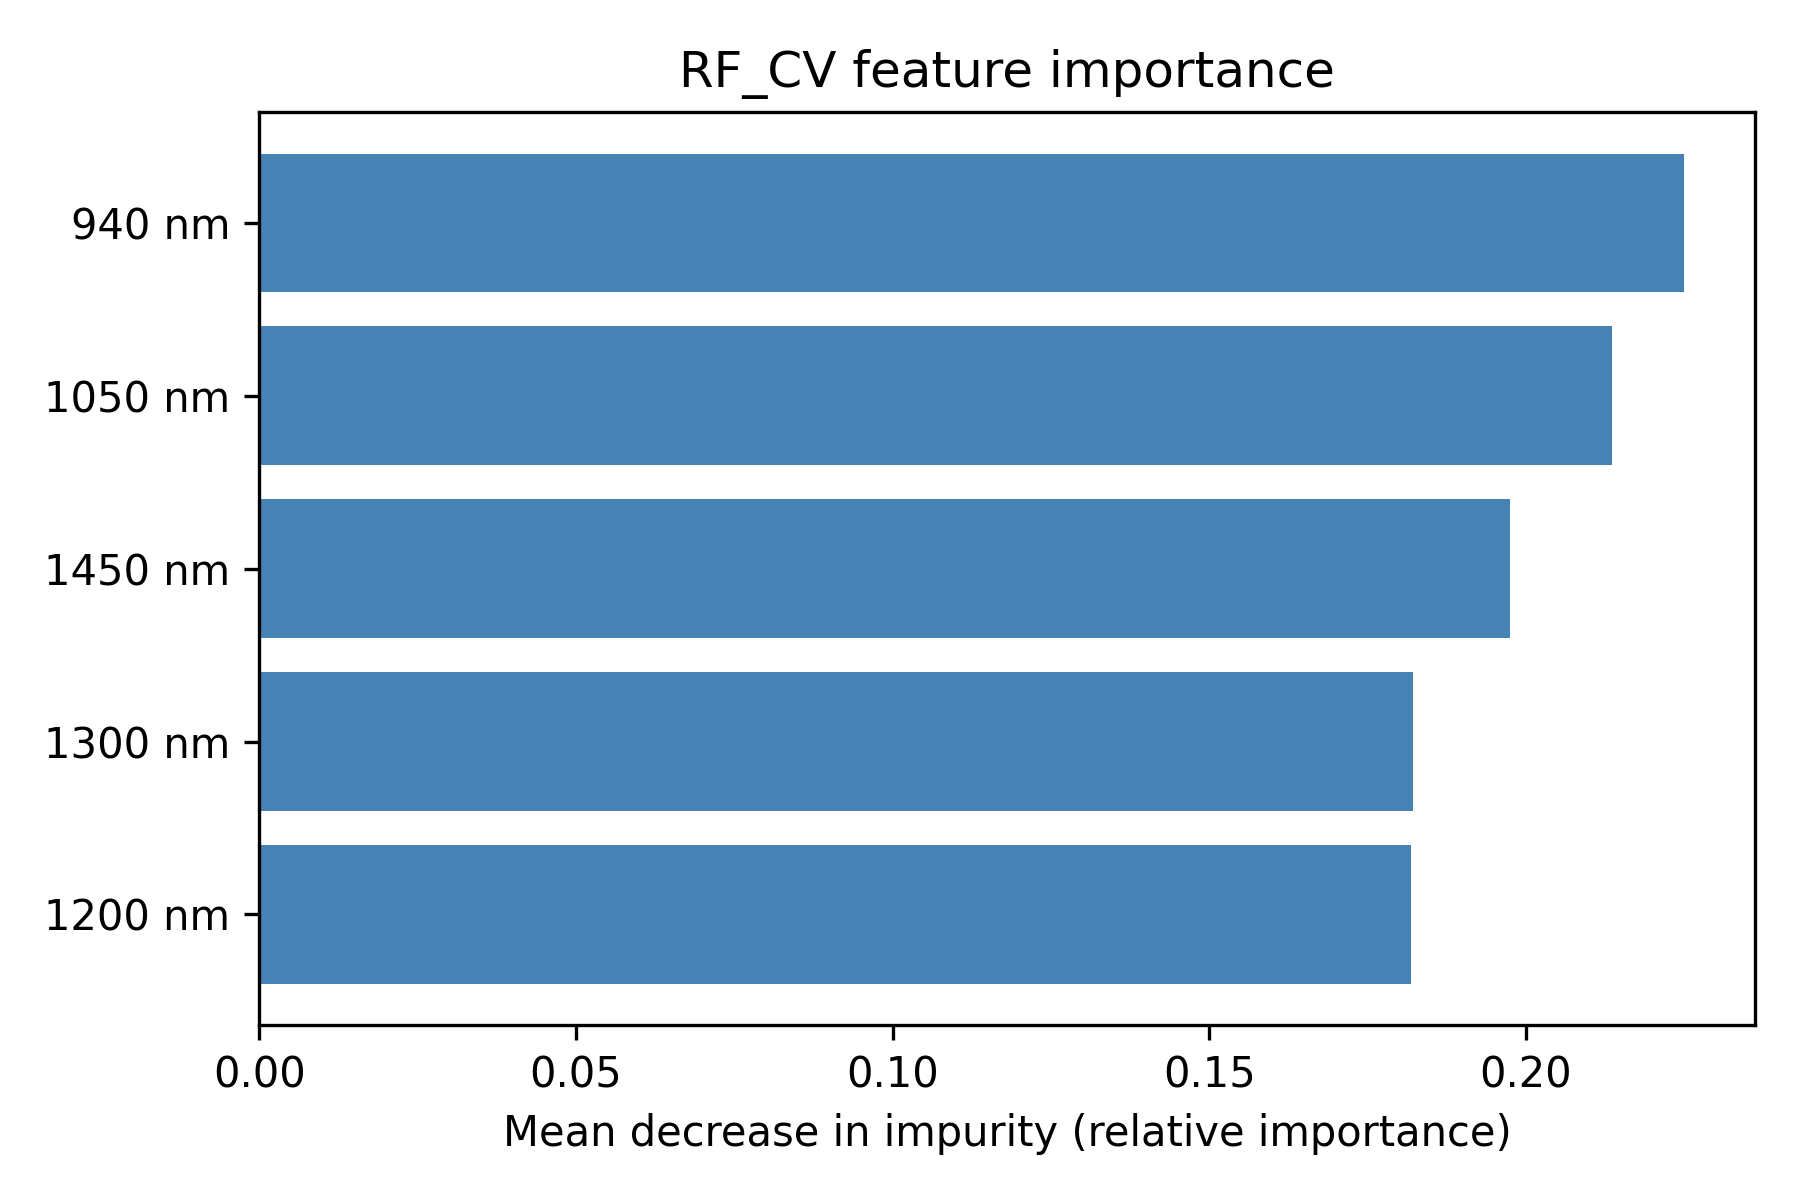 RF_CV feature importance
940 nm
1050 nm
1450 nm
1300 nm
1200 nm
0.00 0.05 0.10 0.15 0.20
Mean decrease in impurity (relative importance)